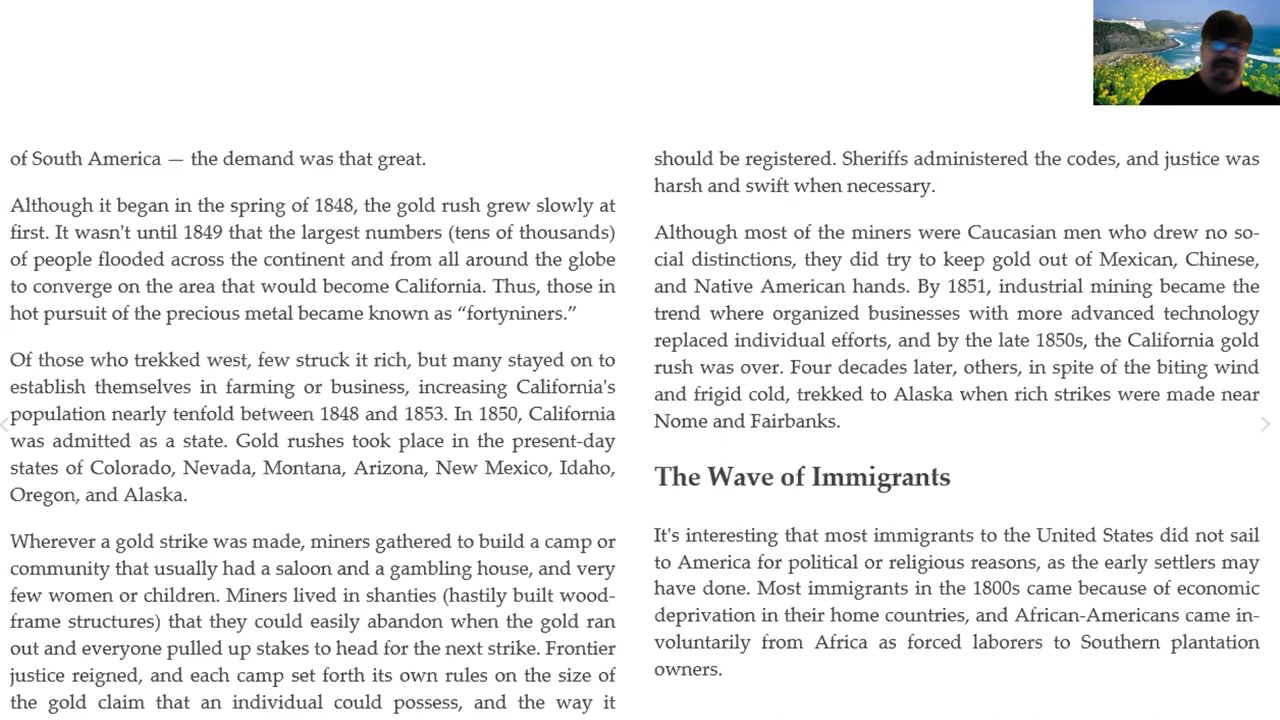 of South America — the demand was that great.
Although it began in the spring of 1848, the gold rush grew slowly at
first. It wasn't until 1849 that the largest numbers (tens of thousands)
of people flooded across the continent and from all around the globe
to converge on the area that would become California. Thus, those in
hot pursuit of the precious metal became known as “fortyniners.”
Of those who trekked west, few struck it rich, but many stayed on to
establish themselves in farming or business, increasing California's
population nearly tenfold between 1848 and 1853. In 1850, California
was admitted as a state. Gold rushes took place in the present-day
states of Colorado, Nevada, Montana, Arizona, New Mexico, Idaho,
Oregon, and Alaska.
Wherever a gold strike was made, miners gathered to build a camp or
community that usually had a saloon and a gambling house, and very
few women or children. Miners lived in shanties (hastily built wood-
frame structures) that they could easily abandon when the gold ran
out and everyone pulled up stakes to head for the next strike. Frontier
justice reigned, and each camp set forth its own rules on the size of
the gold claim that an individual could possess, and the way it
should be registered. Sheriffs administered the codes, and justice was
harsh and swift when necessary.
Although most of the miners were Caucasian men who drew no so-
cial distinctions, they did try to keep gold out of Mexican, Chinese,
and Native American hands. By 1851, industrial mining became the
trend where organized businesses with more advanced technology
replaced individual efforts, and by the late 1850s, the California gold
rush was over. Four decades later, others, in spite of the biting wind
and frigid cold, trekked to Alaska when rich strikes were made near
Nome and Fairbanks.
The Wave of Immigrants
It's interesting that most immigrants to the United States did not sail
to America for political or religious reasons, as the early settlers may
have done. Most immigrants in the 1800s came because of economic
deprivation in their home countries, and African-Americans came in-
voluntarily from Africa as forced laborers to Southern plantation
owners.